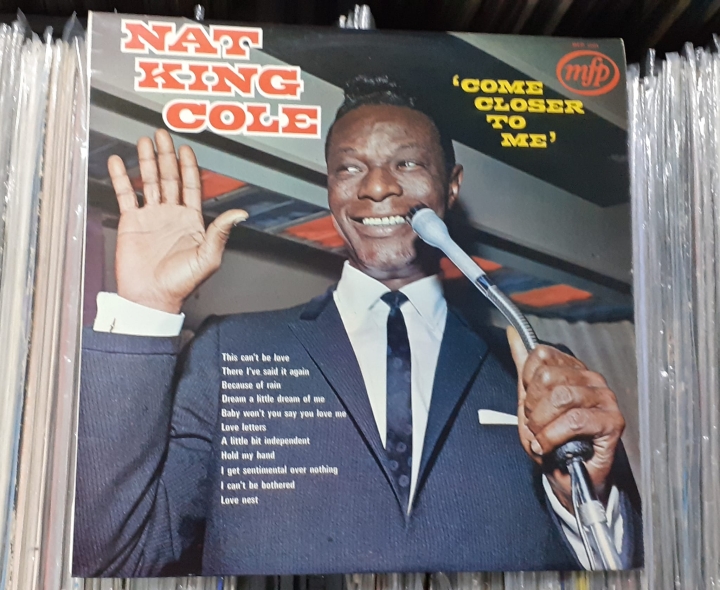 NAT
KING
COLE
mfp
'COME
CLOSER
TO
ME'
This can't be love
There I've said it again
Because of rain
Dream a little dream of me
Baby won't you say you love me
Love letters
A little bit independent
Hold my hand
I get sentimental over nothing
I can't be bothered
Love nest